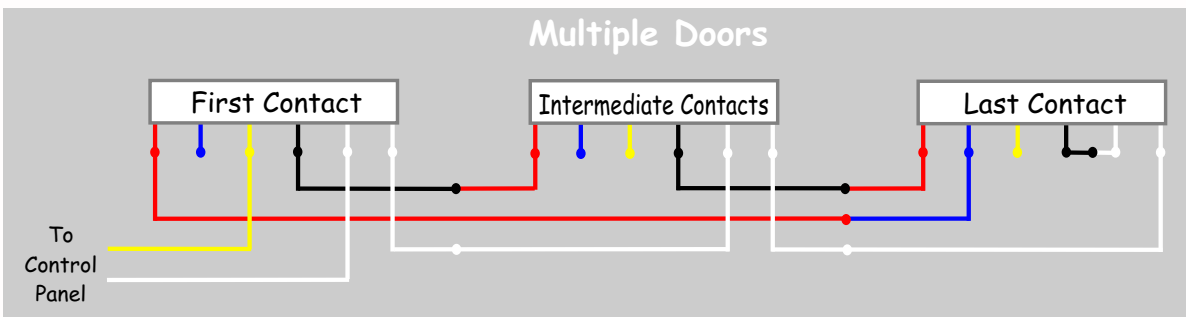 Multiple Doors
First Contact
Intermediate Contacts
Last Contact
To
Control
Panel